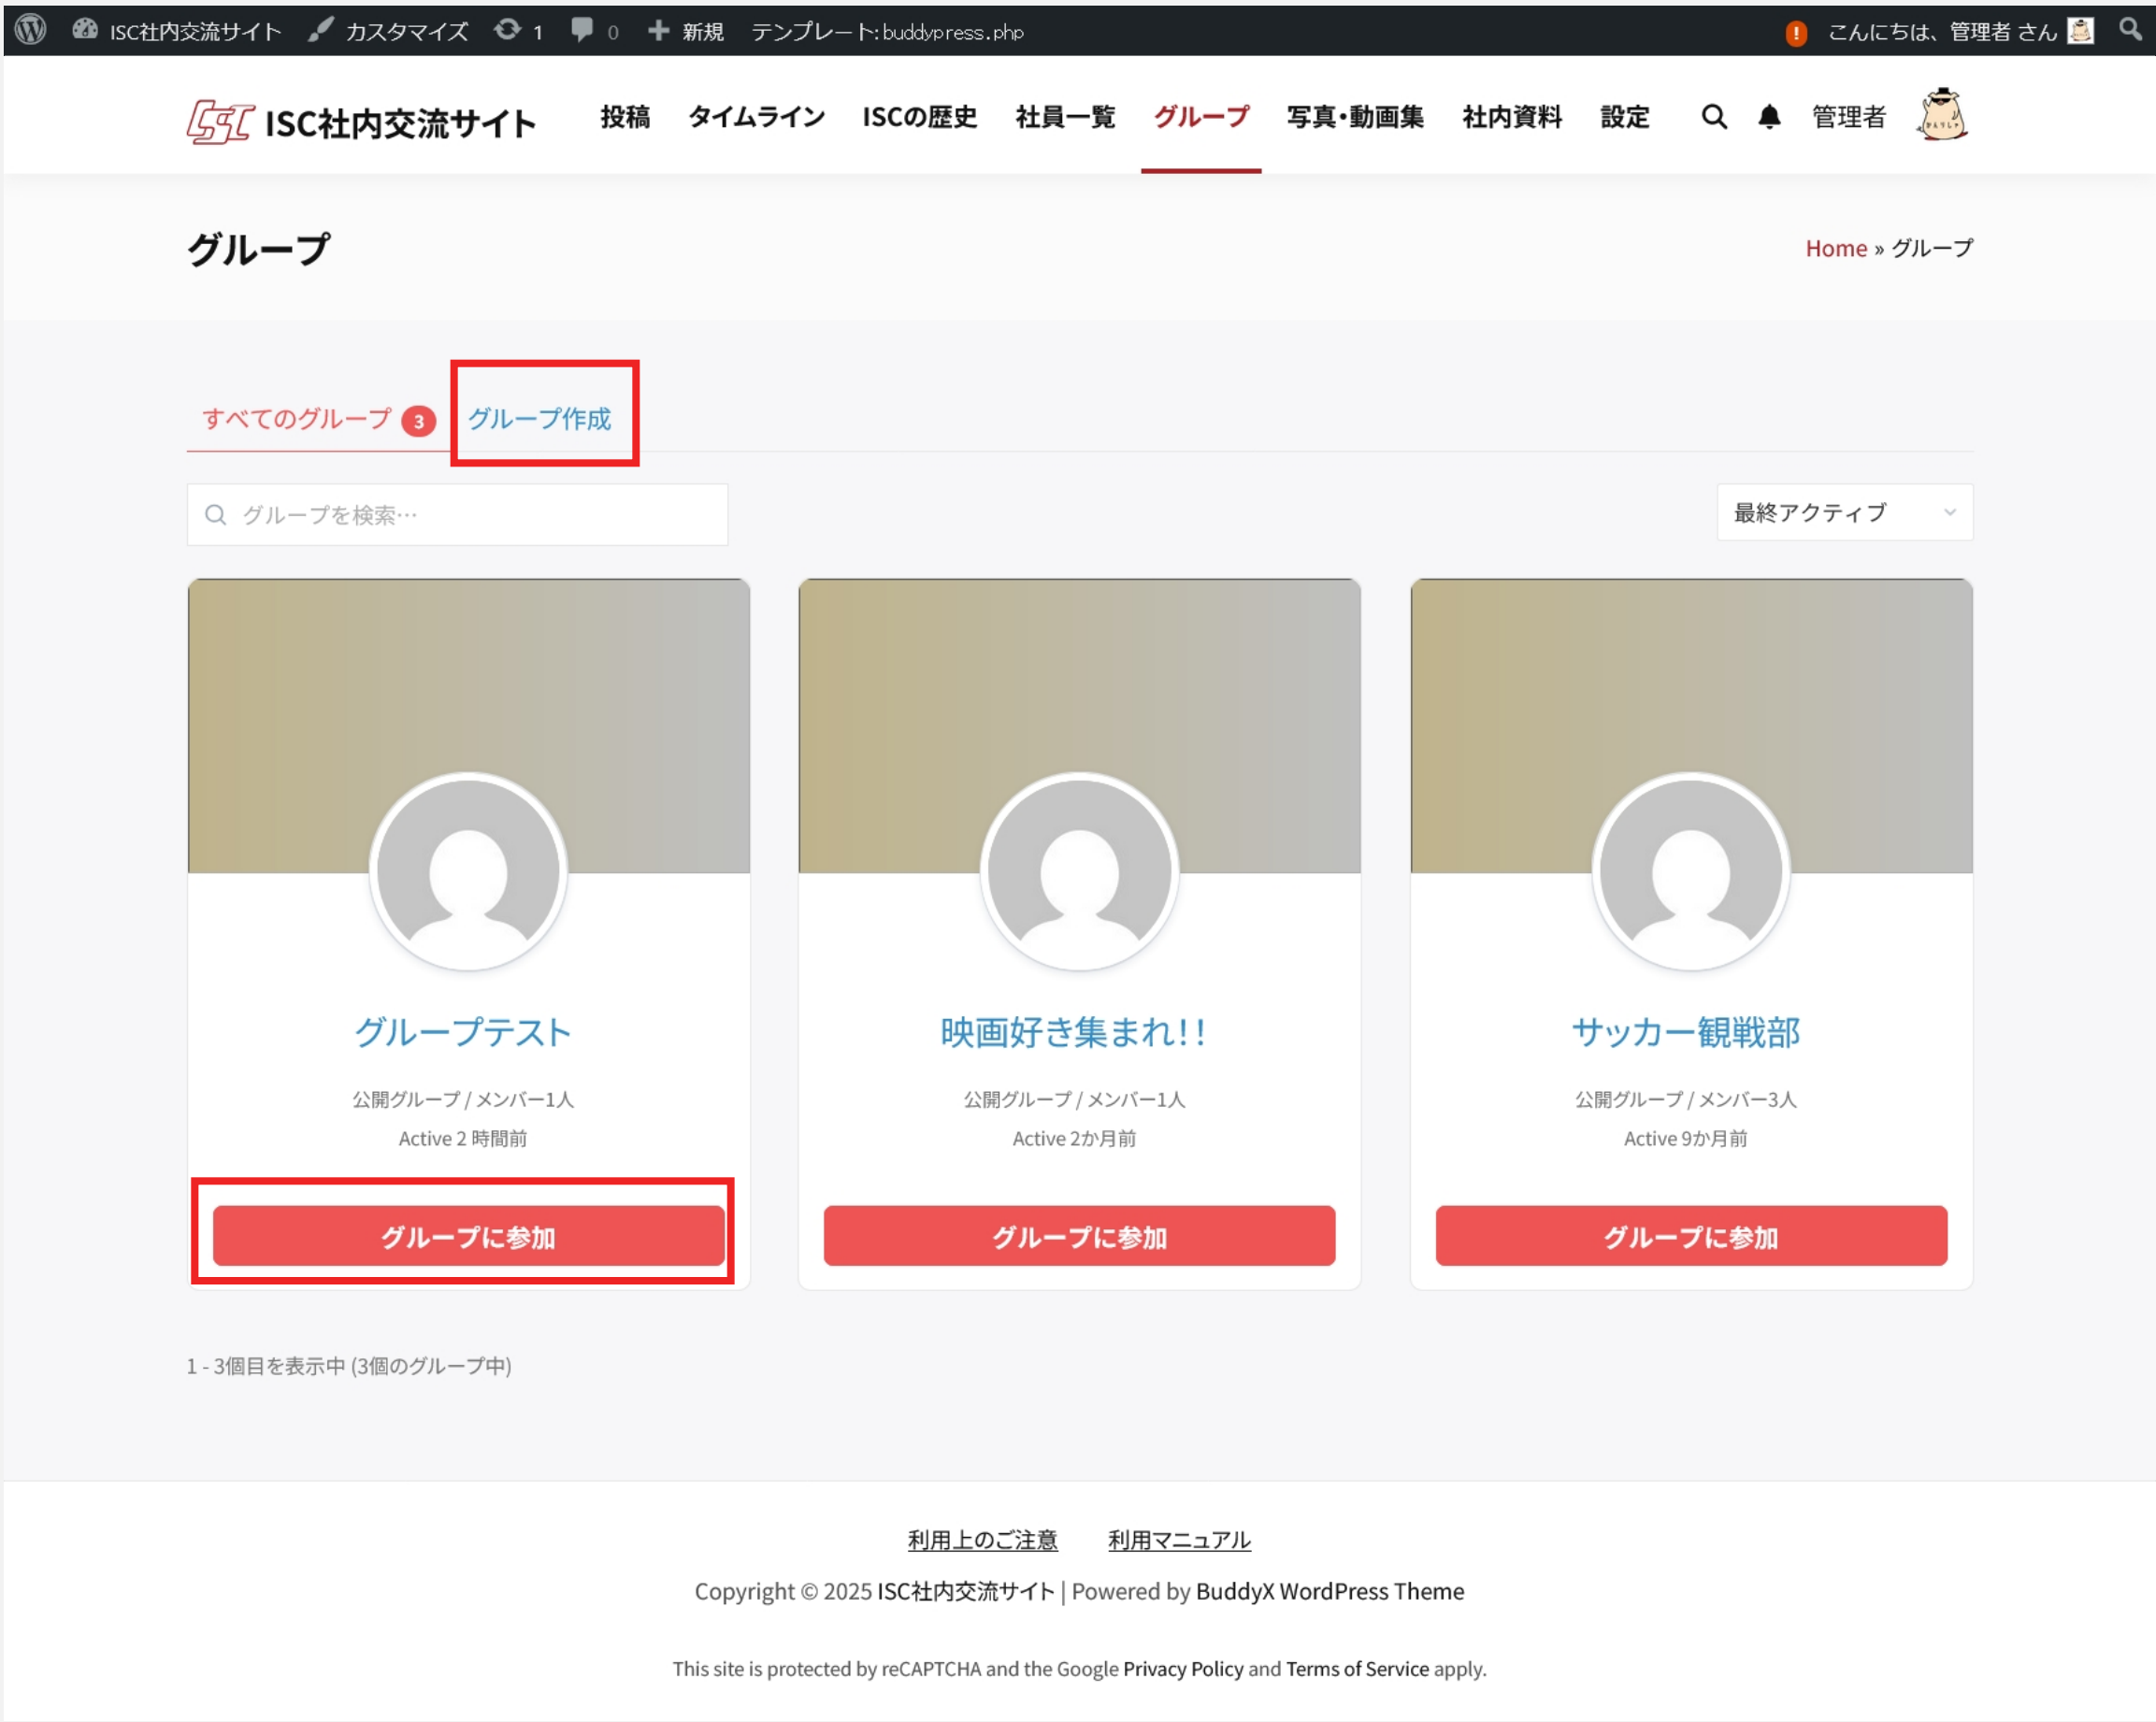 ISC社内交流サイト カスタマイズ 1 0 新規 テンプレート: buddypress.php こんにちは、管理者 さん
ISC ISC社内交流サイト 投稿 タイムライン ISCの歴史 社員一覧 グループ 写真・動画集 社内資料 設定 管理者
かんりしゃ
グループ
Home » グループ
すべてのグループ 3 グループ作成
グループを検索…
最終アクティブ
グループテスト
公開グループ / メンバー1人
Active 2 時間前
グループに参加
映画好き集まれ！！
公開グループ / メンバー1人
Active 2か月前
グループに参加
サッカー観戦部
公開グループ / メンバー3人
Active 9か月前
グループに参加
1 - 3個目を表示中 (3個のグループ中)
利用上のご注意 利用マニュアル
Copyright © 2025 ISC社内交流サイト | Powered by BuddyX WordPress Theme
This site is protected by reCAPTCHA and the Google Privacy Policy and Terms of Service apply.